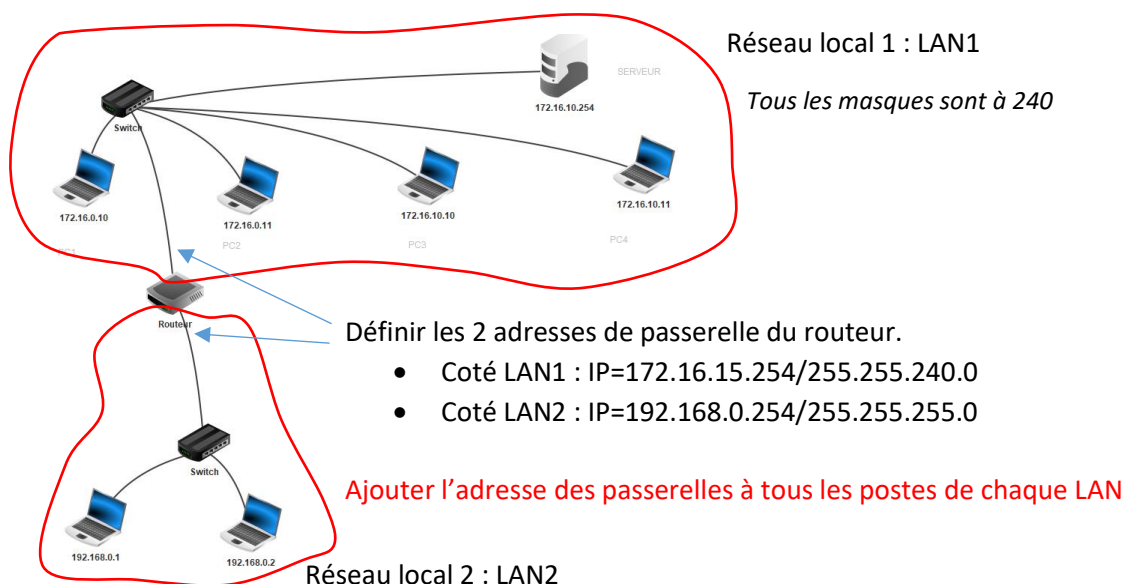 Réseau local 1 : LAN1
SERVEUR
172.16.10.254
Tous les masques sont à 240
Switch
172.16.0.10
172.16.0.11
172.16.10.10
172.16.10.11
PC1
PC2
PC3
PC4
Routeur
Définir les 2 adresses de passerelle du routeur.
• Coté LAN1 : IP=172.16.15.254/255.255.240.0
• Coté LAN2 : IP=192.168.0.254/255.255.255.0
Switch
Ajouter l’adresse des passerelles à tous les postes de chaque LAN
192.168.0.1
192.168.0.2
Réseau local 2 : LAN2